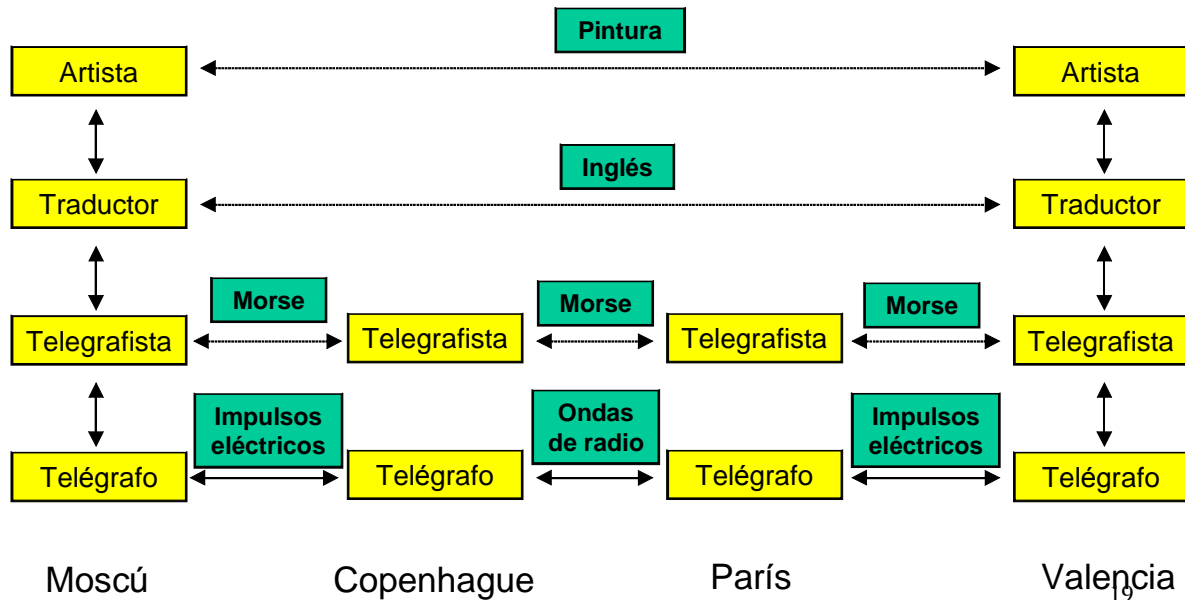 Pintura
Artista
Artista
Inglés
Traductor
Traductor
Morse
Morse
Morse
Telegrafista
Telegrafista
Telegrafista
Telegrafista
Impulsos
eléctricos
Ondas
de radio
Impulsos
eléctricos
Telégrafo
Telégrafo
Telégrafo
Telégrafo
Moscú
Copenhague
París
Valencia
19